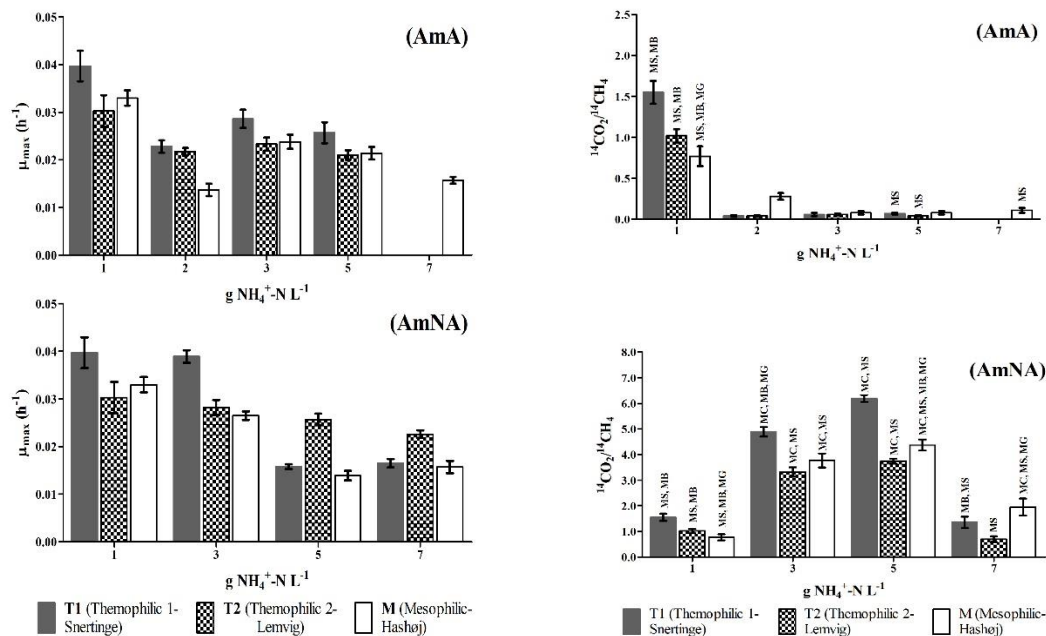 (AmA)
μmax (h⁻¹)
0.05
0.04
0.03
0.02
0.01
0.00
1 2 3 5 7
g NH₄⁺-N L⁻¹
(AmA)
¹⁴CO₂/¹⁴CH₄
2.5
2.0
1.5
1.0
0.5
0.0
MS, MB
MS, MB
MS, MB, MG
MS
MS
MS
1 2 3 5 7
g NH₄⁺-N L⁻¹
(AmNA)
μmax (h⁻¹)
0.05
0.04
0.03
0.02
0.01
0.00
1 3 5 7
g NH₄⁺-N L⁻¹
T1 (Themophilic 1-
Snertinge)
T2 (Themophilic 2-
Lemvig)
M (Mesophilic-
Hashøj)
(AmNA)
¹⁴CO₂/¹⁴CH₄
8.0
7.0
6.0
5.0
4.0
3.0
2.0
1.0
0.0
MS, MB
MS, MB
MS, MB, MG
MC, MB, MG
MC, MS
MC, MS
MC, MS
MC, MS
MC, MS, MB, MG
MB, MS
MS
MC, MS, MG
1 3 5 7
g NH₄⁺-N L⁻¹
T1 (Themophilic 1-
Snertinge)
T2 (Themophilic 2-
Lemvig)
M (Mesophilic-
Hashøj)